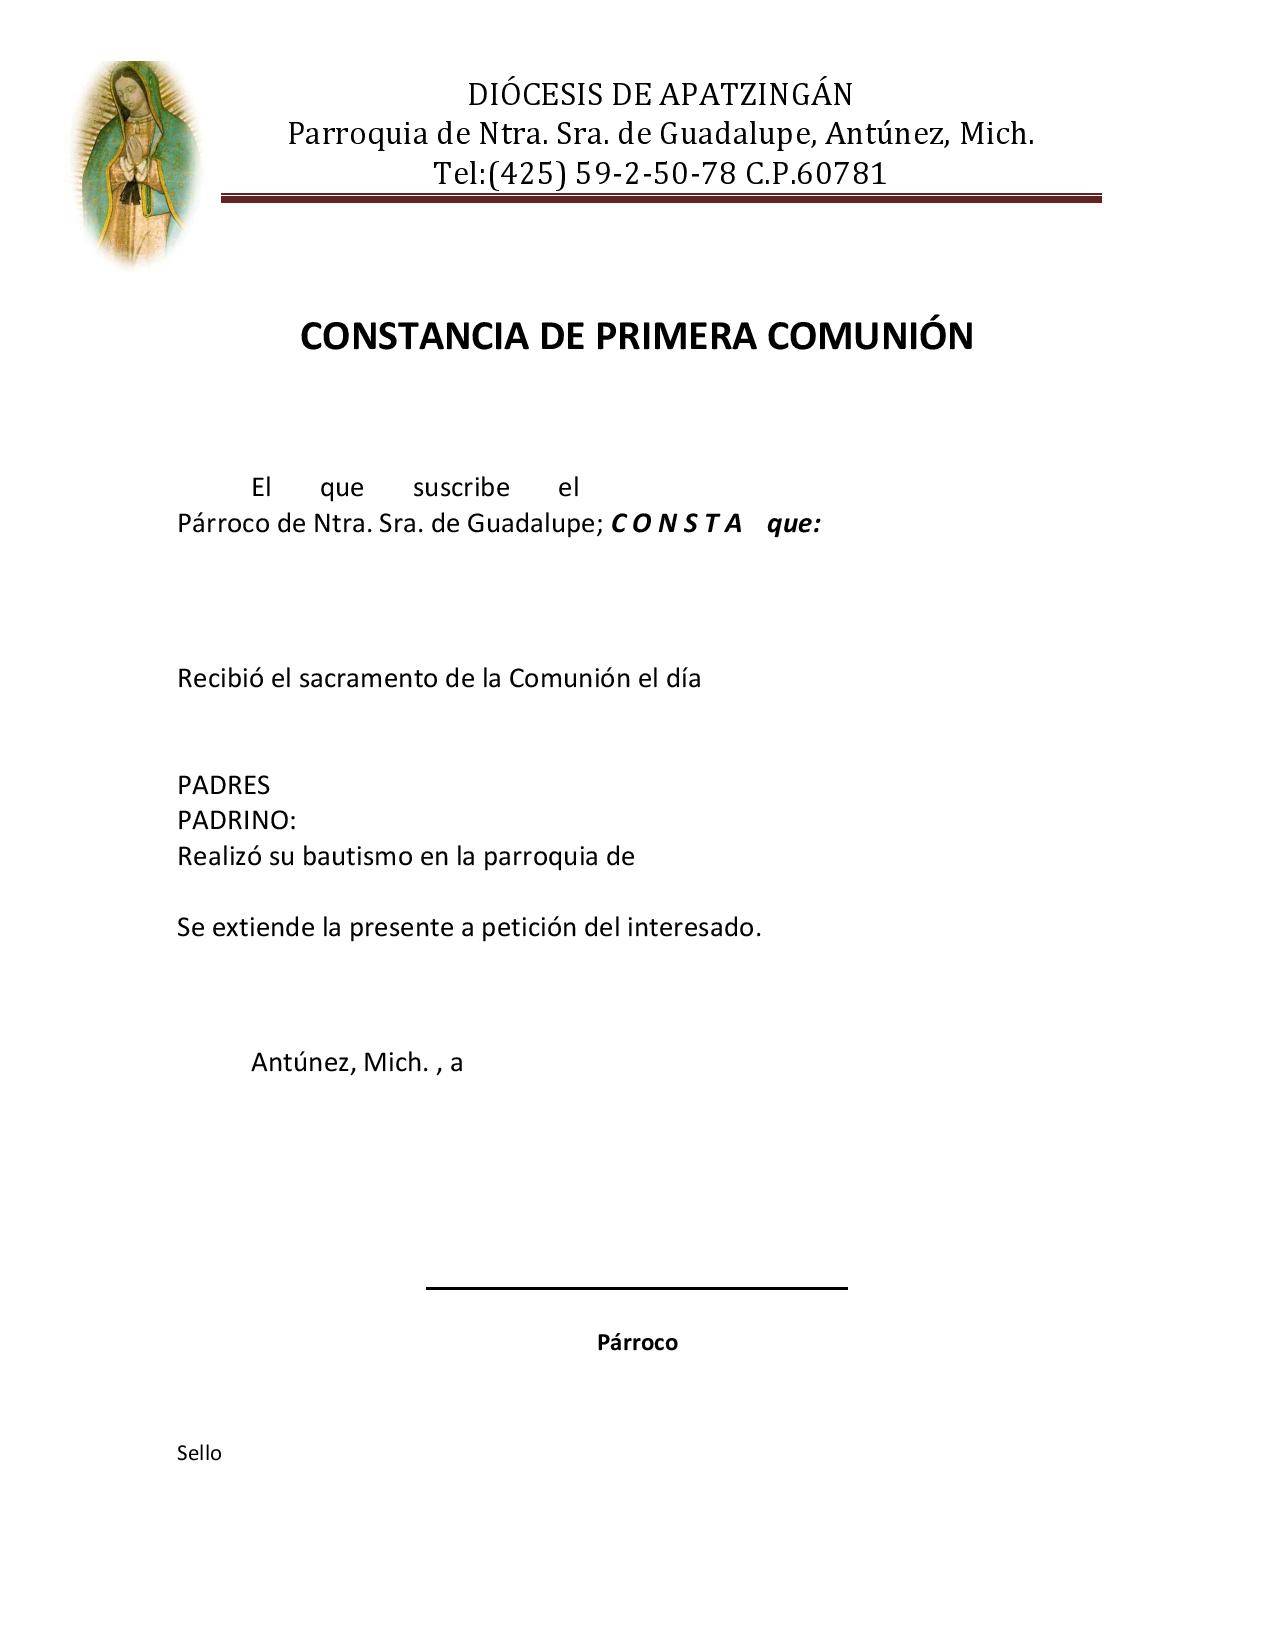 DIÓCESIS DE APATZINGÁN
Parroquia de Ntra. Sra. de Guadalupe, Antúnez, Mich.
Tel:(425) 59-2-50-78 C.P.60781
CONSTANCIA DE PRIMERA COMUNIÓN
El que suscribe el
Párroco de Ntra. Sra. de Guadalupe; C O N S T A que:
Recibió el sacramento de la Comunión el día
PADRES
PADRINO:
Realizó su bautismo en la parroquia de
Se extiende la presente a petición del interesado.
Antúnez, Mich. , a
Párroco
Sello